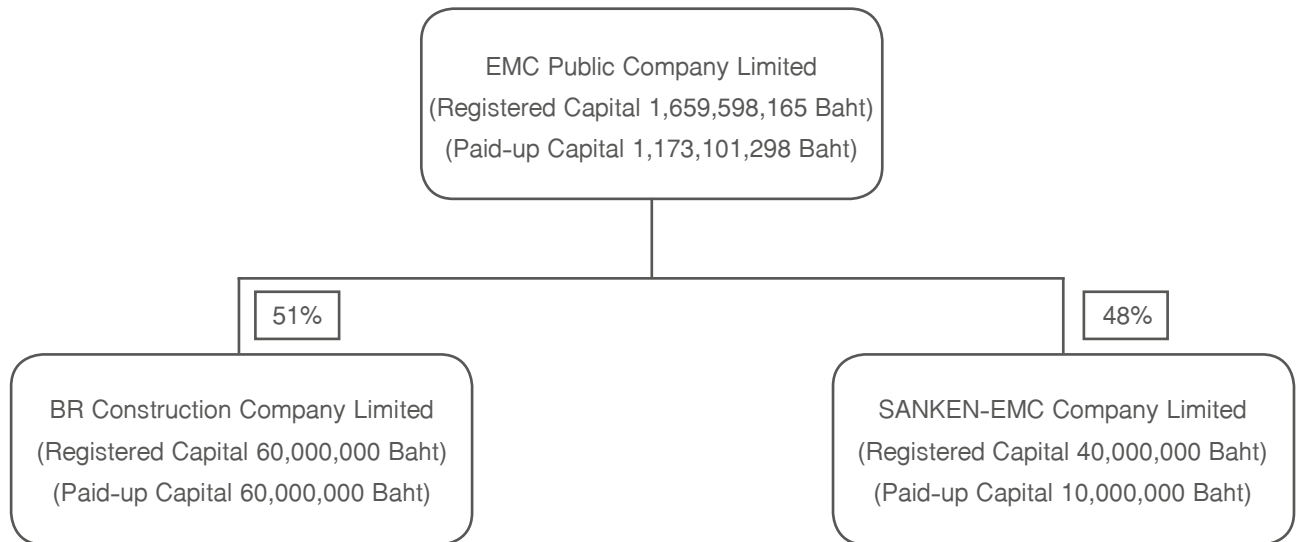 EMC Public Company Limited
(Registered Capital 1,659,598,165 Baht)
(Paid-up Capital 1,173,101,298 Baht)
51%
48%
BR Construction Company Limited
(Registered Capital 60,000,000 Baht)
(Paid-up Capital 60,000,000 Baht)
SANKEN-EMC Company Limited
(Registered Capital 40,000,000 Baht)
(Paid-up Capital 10,000,000 Baht)